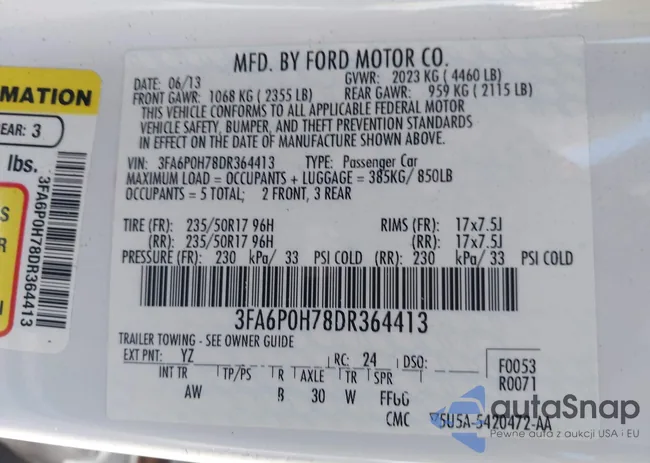 MFD. BY FORD MOTOR CO.
DATE: 06/13 GVWR: 2023 KG ( 4460 LB)
FRONT GAWR: 1068 KG ( 2355 LB) REAR GAWR: 959 KG ( 2115 LB)
THIS VEHICLE CONFORMS TO ALL APPLICABLE FEDERAL MOTOR
VEHICLE SAFETY, BUMPER, AND THEFT PREVENTION STANDARDS
IN EFFECT ON THE DATE OF MANUFACTURE SHOWN ABOVE.
VIN: 3FA6P0H78DR364413 TYPE: Passenger Car
MAXIMUM LOAD = OCCUPANTS + LUGGAGE = 385KG/ 850LB
OCCUPANTS = 5 TOTAL; 2 FRONT, 3 REAR
TIRE (FR): 235/50R17 96H RIMS (FR): 17x7.5J
(RR): 235/50R17 96H (RR): 17x7.5J
PRESSURE (FR): 230 kPa/ 33 PSI COLD (RR): 230 kPa/ 33 PSI COLD
3FA6P0H78DR364413
TRAILER TOWING - SEE OWNER GUIDE
EXT PNT: YZ RC: 24 DSO: F0053
INT TR TP/PS R AXLE TR SPR R0071
AW B 30 W FFGG
CMC 5U5A-5420472-AA
MATION
EAR: 3
lbs.
3FA6P0H78DR364413
S
R
N
autoSnap
Pewne auta z aukcji USA i EU